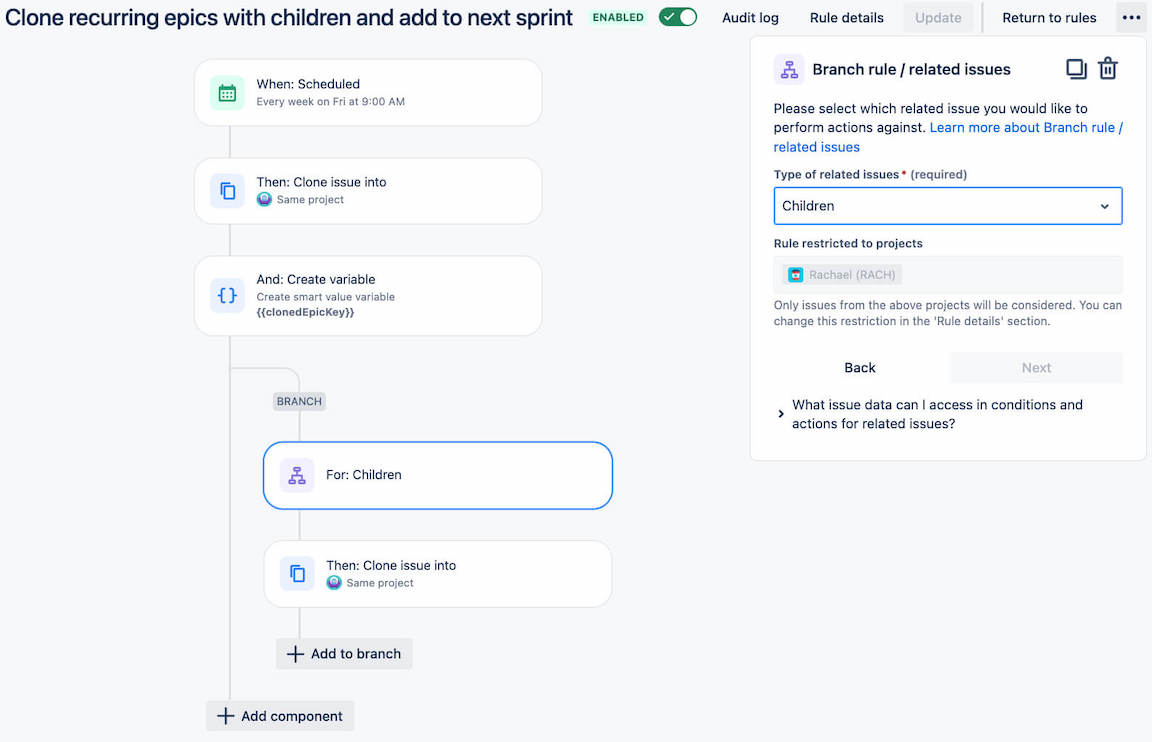 Clone recurring epics with children and add to next sprint
ENABLED
Audit log
Rule details
Update
Return to rules
When: Scheduled
Every week on Fri at 9:00 AM
Then: Clone issue into
Same project
And: Create variable
Create smart value variable
{{clonedEpicKey}}
BRANCH
For: Children
Then: Clone issue into
Same project
Add to branch
Add component
Branch rule / related issues
Please select which related issue you would like to
perform actions against. Learn more about Branch rule /
related issues
Type of related issues * (required)
Children
Rule restricted to projects
Rachael (RACH)
Only issues from the above projects will be considered. You can
change this restriction in the 'Rule details' section.
Back
Next
What issue data can I access in conditions and
actions for related issues?